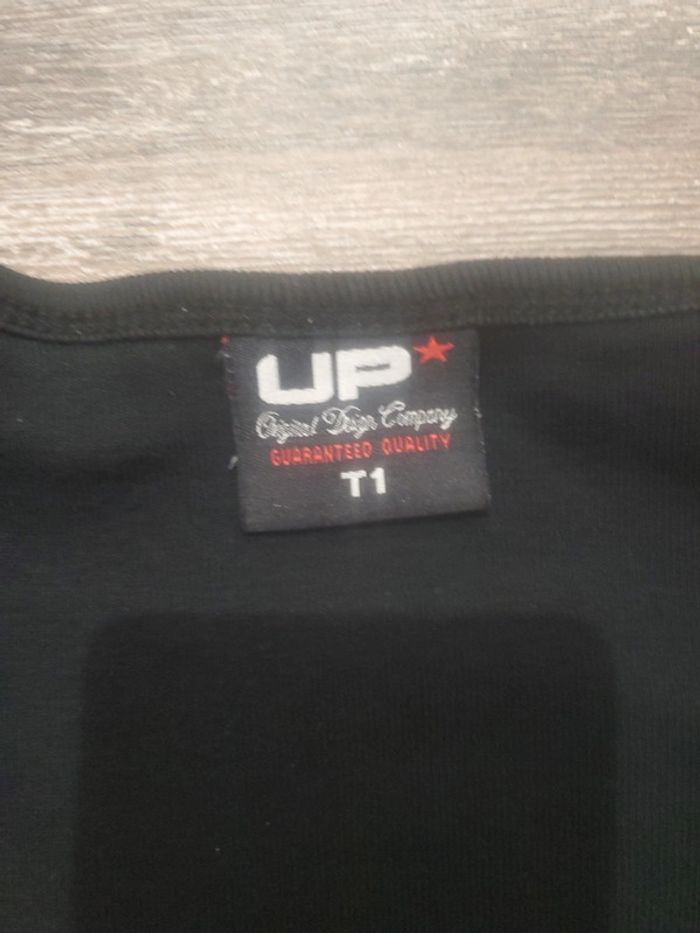 UP
Original Design Company
GUARANTEED QUALITY
T1